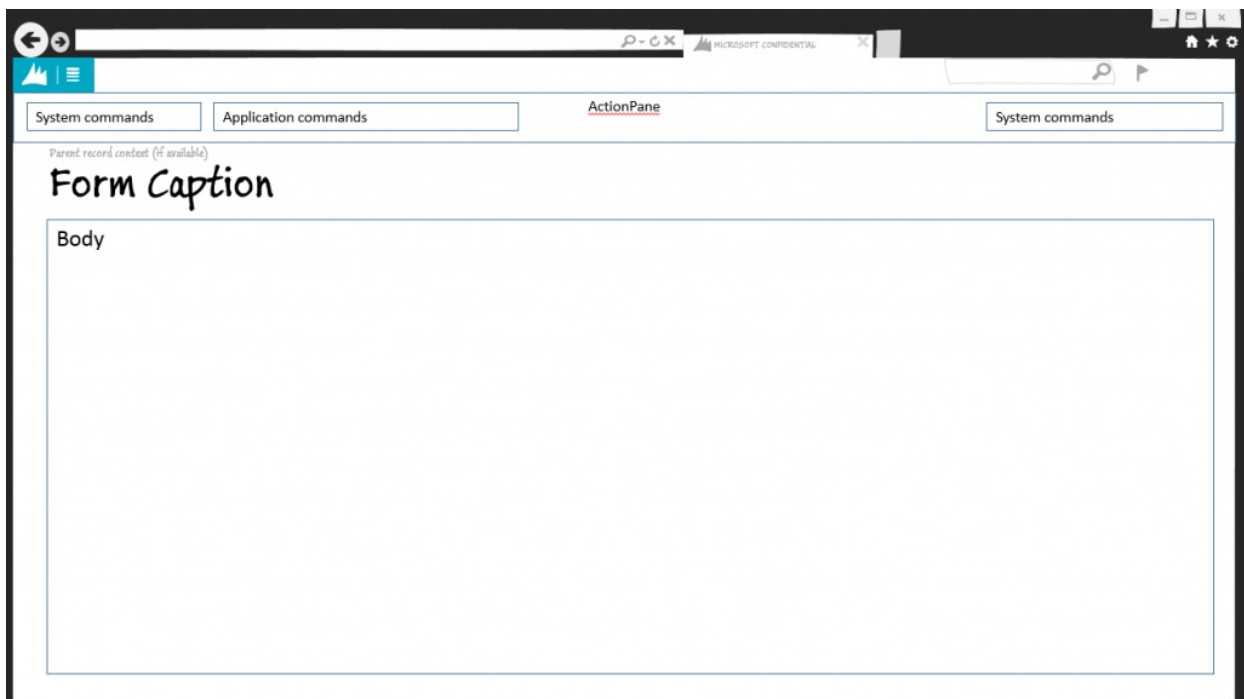 MICROSOFT CONFIDENTIAL
System commands
Application commands
ActionPane
System commands
Parent record context (if available)
Form Caption
Body